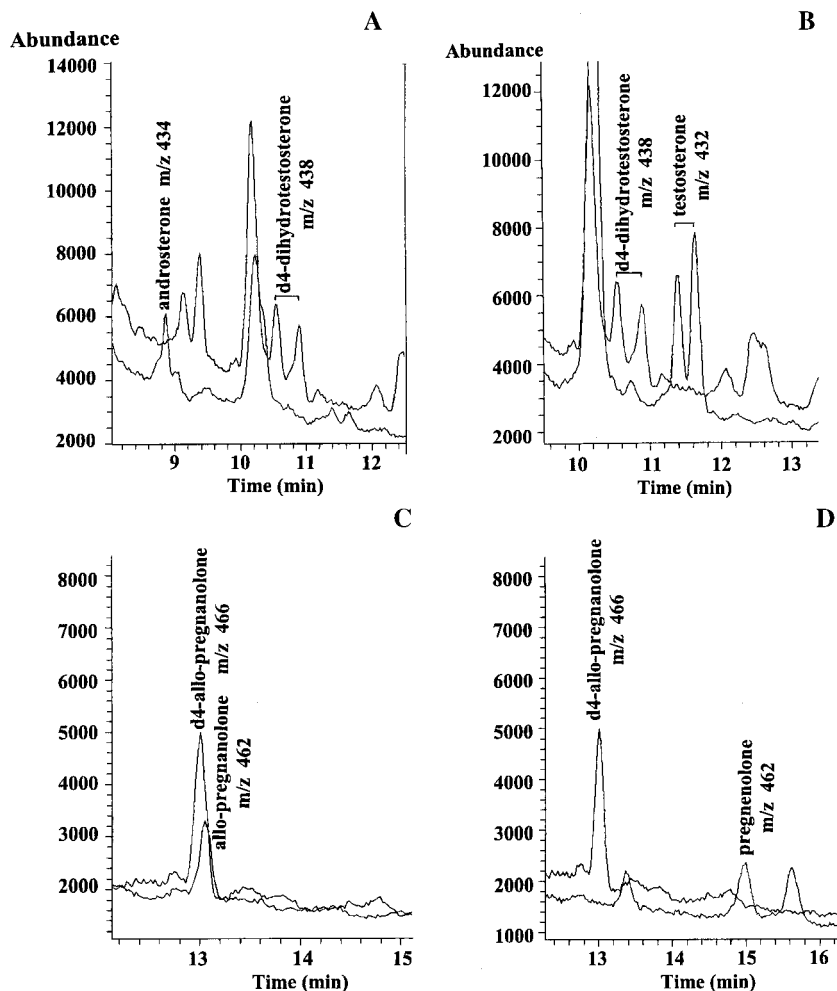 A
Abundance
14000
12000
10000
8000
6000
4000
2000
androsterone m/z 434
d4-dihydrotestosterone
m/z 438
9 10 11 12
Time (min)
B
Abundance
12000
10000
8000
6000
4000
2000
d4-dihydrotestosterone
m/z 438
testosterone
m/z 432
10 11 12 13
Time (min)
C
8000
7000
6000
5000
4000
3000
2000
d4-allo-pregnanolone
m/z 466
allo-pregnanolone
m/z 462
13 14 15
Time (min)
D
8000
7000
6000
5000
4000
3000
2000
1000
d4-allo-pregnanolone
m/z 466
pregnenolone
m/z 462
13 14 15 16
Time (min)